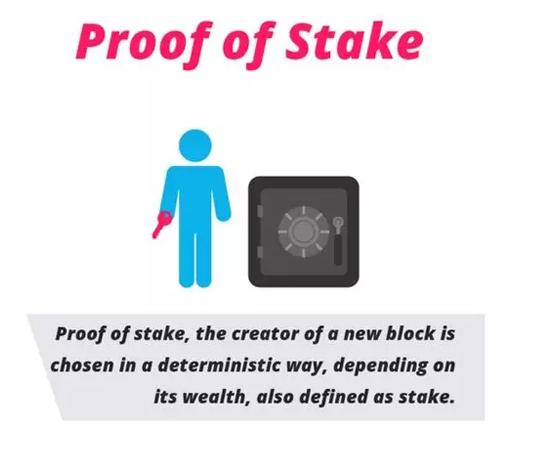 Proof of Stake
Proof of stake, the creator of a new block is
chosen in a deterministic way, depending on
its wealth, also defined as stake.